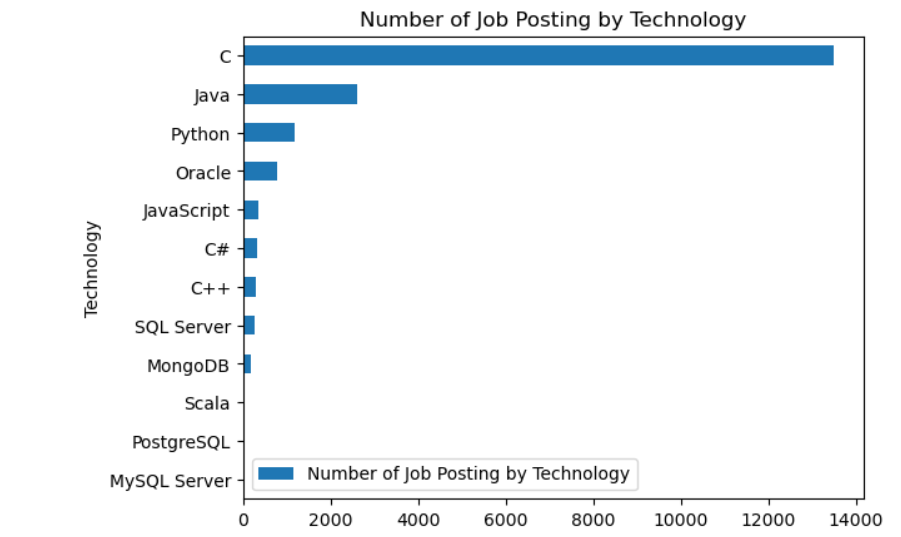 Number of Job Posting by Technology
Technology
C
Java
Python
Oracle
JavaScript
C#
C++
SQL Server
MongoDB
Scala
PostgreSQL
MySQL Server
Number of Job Posting by Technology
0 2000 4000 6000 8000 10000 12000 14000